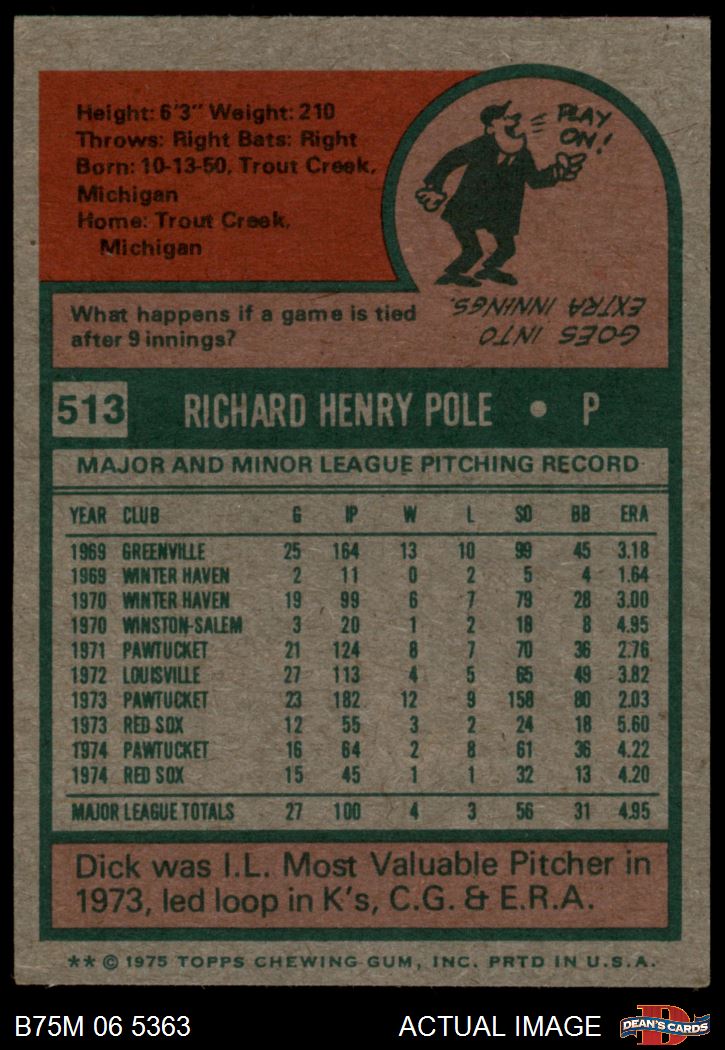 Height: 6'3" Weight: 210
Throws: Right Bats: Right
Born: 10-13-50, Trout Creek,
Michigan
Home: Trout Creek,
Michigan
PLAY
ON!
What happens if a game is tied
after 9 innings?
GOES INTO
EXTRA INNINGS.
513 RICHARD HENRY POLE • P
MAJOR AND MINOR LEAGUE PITCHING RECORD
YEAR CLUB G IP W L SO BB ERA
1969 GREENVILLE 25 164 13 10 99 45 3.18
1969 WINTER HAVEN 2 11 0 2 5 4 1.64
1970 WINTER HAVEN 19 99 6 7 79 28 3.00
1970 WINSTON-SALEM 3 20 1 2 18 8 4.95
1971 PAWTUCKET 21 124 8 7 70 36 2.76
1972 LOUISVILLE 27 113 4 5 65 49 3.82
1973 PAWTUCKET 23 182 12 9 158 80 2.03
1973 RED SOX 12 55 3 2 24 18 5.60
1974 PAWTUCKET 16 64 2 8 61 36 4.22
1974 RED SOX 15 45 1 1 32 13 4.20
MAJOR LEAGUE TOTALS 27 100 4 3 56 31 4.95
Dick was I.L. Most Valuable Pitcher in
1973, led loop in K's, C.G. & E.R.A.
** © 1975 TOPPS CHEWING GUM, INC. PRTD IN U.S.A.
B75M 06 5363 ACTUAL IMAGE D DEAN'S CARDS